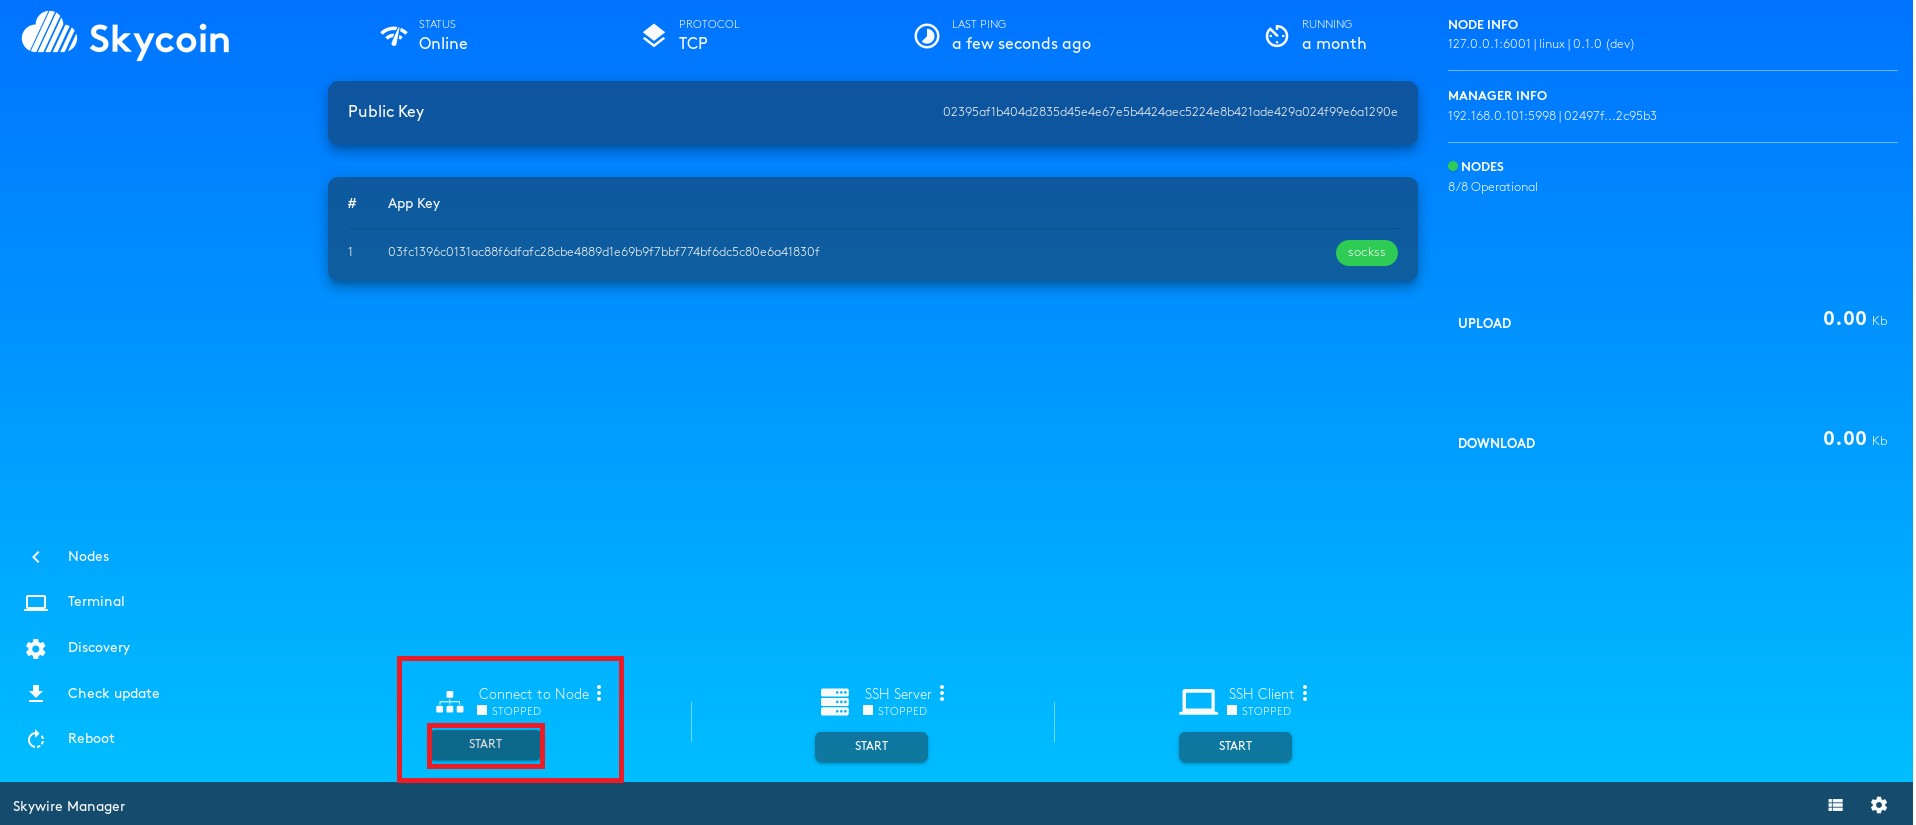 Skycoin
STATUS
Online
PROTOCOL
TCP
LAST PING
a few seconds ago
RUNNING
a month
NODE INFO
127.0.0.1:6001 | linux | 0.1.0 (dev)
MANAGER INFO
192.168.0.101:5998 | 02497f...2c95b3
NODES
8/8 Operational
Public Key
02395af1b404d2835d45e4e67e5b4424aec5224e8b421ade429a024f99e6a1290e
# App Key
1 03fc1396c0131ac88f6dfafc28cbe4889d1e69b9f7bbf774bf6dc5c80e6a41830f sockss
UPLOAD 0.00 Kb
DOWNLOAD 0.00 Kb
Nodes
Terminal
Discovery
Check update
Reboot
Connect to Node
STOPPED
START
SSH Server
STOPPED
START
SSH Client
STOPPED
START
Skywire Manager